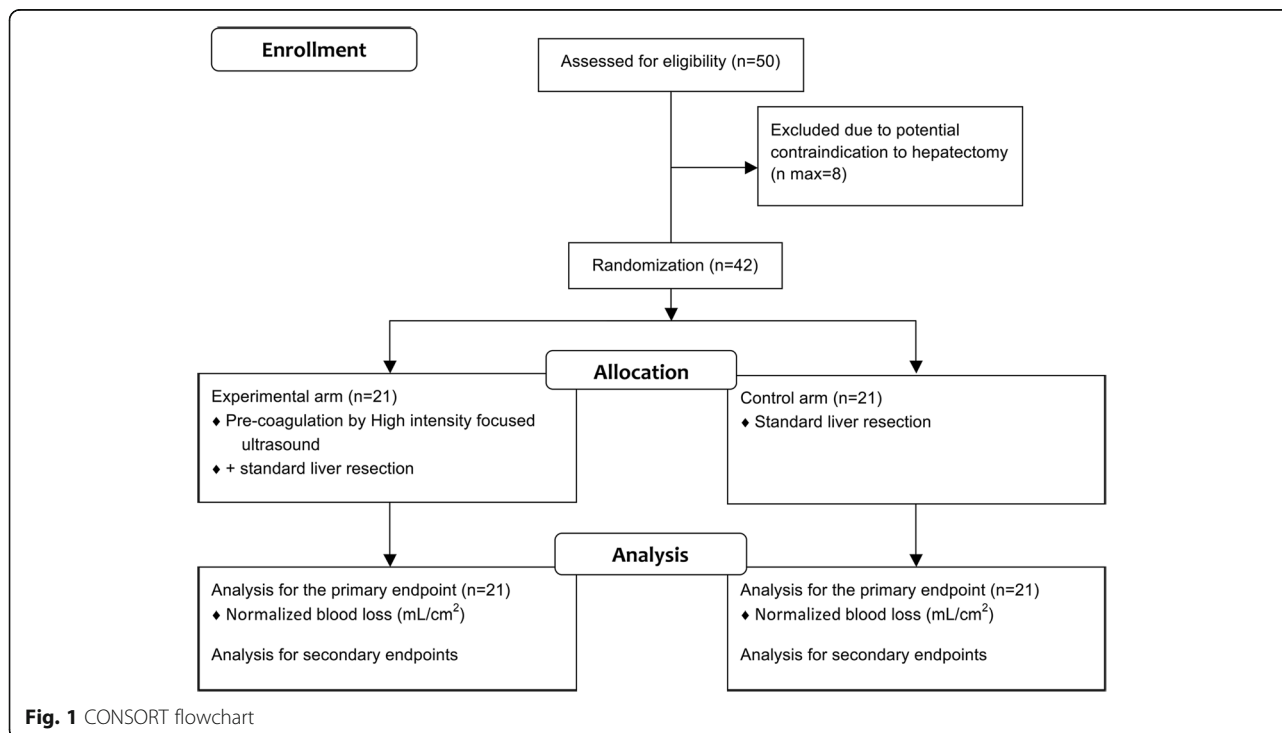 Enrollment
Assessed for eligibility (n=50)
Excluded due to potential
contraindication to hepatectomy
(n max=8)
Randomization (n=42)
Allocation
Experimental arm (n=21)
♦ Pre-coagulation by High intensity focused
ultrasound
♦ + standard liver resection
Control arm (n=21)
♦ Standard liver resection
Analysis
Analysis for the primary endpoint (n=21)
♦ Normalized blood loss (mL/cm²)
Analysis for secondary endpoints
Analysis for the primary endpoint (n=21)
♦ Normalized blood loss (mL/cm²)
Analysis for secondary endpoints
Fig. 1 CONSORT flowchart